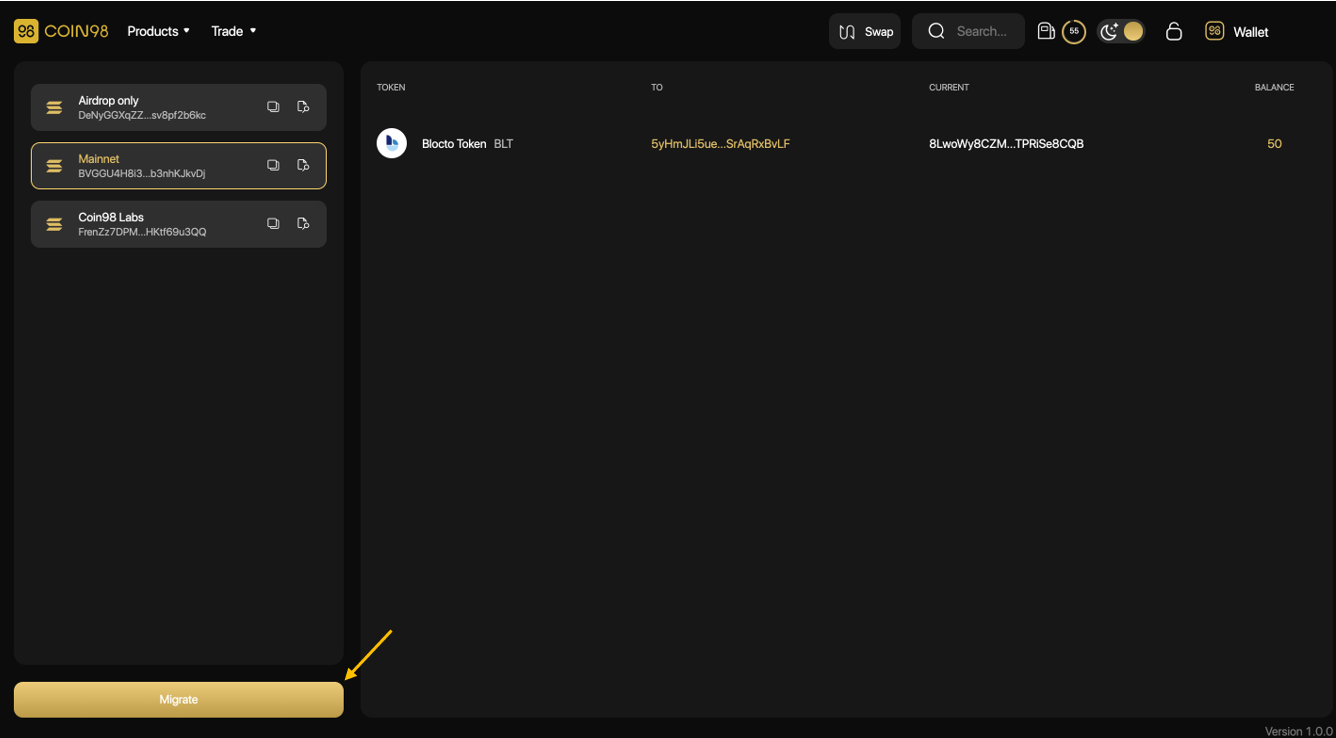 98 COIN98 Products Trade Swap Search... 55 98 Wallet
Airdrop only
DeNyGGXqZZ...sv8pf2b6kc
Mainnet
BVGGU4H8i3...b3nhKJkvDj
Coin98 Labs
FrenZz7DPM...HKtf69u3QQ
Migrate
TOKEN TO CURRENT BALANCE
Blocto Token BLT 5yHmJLi5ue...SrAqRxBvLF 8LwoWy8CZM...TPRiSe8CQB 50
Version 1.0.0